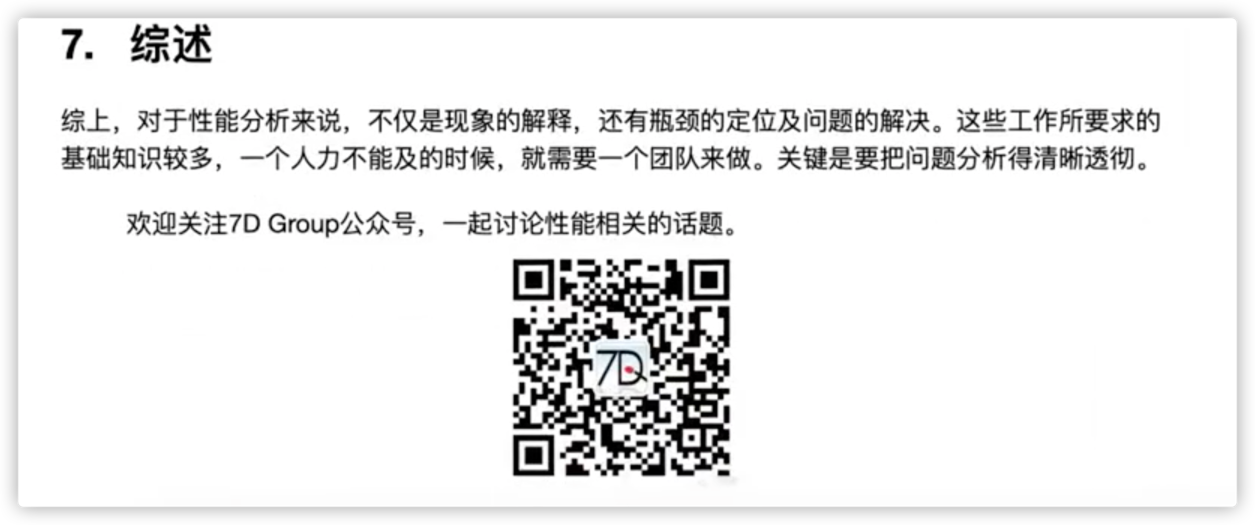 7. 综述
综上，对于性能分析来说，不仅是现象的解释，还有瓶颈的定位及问题的解决。这些工作所要求的
基础知识较多，一个人力不能及的时候，就需要一个团队来做。关键是要把问题分析得清晰透彻。
欢迎关注7D Group公众号，一起讨论性能相关的话题。
7D